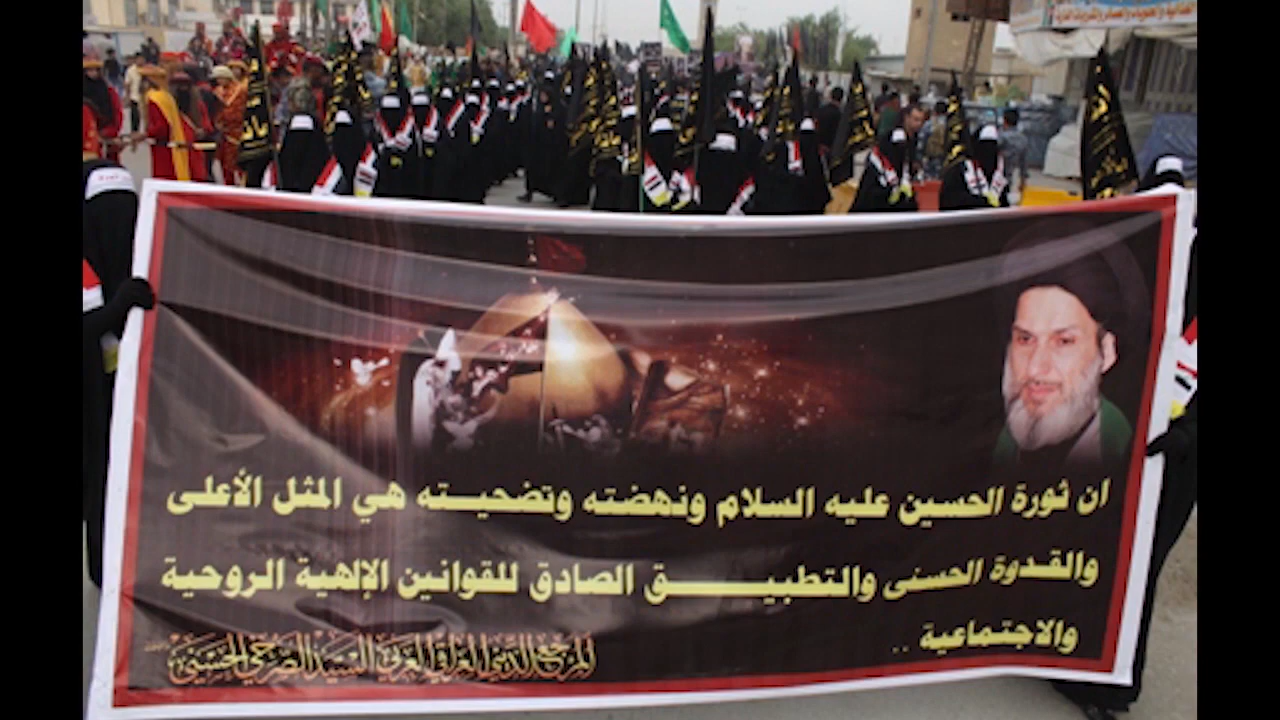 ان ثورة الحسين عليه السلام ونهضته وتضحيته هي المثل الأعلى
والقدوة الحسنى والتطبيق الصادق للقوانين الإلهية الروحية
والاجتماعية ..
المرجع الديني العراقي العربي السيد الصرخي الحسني